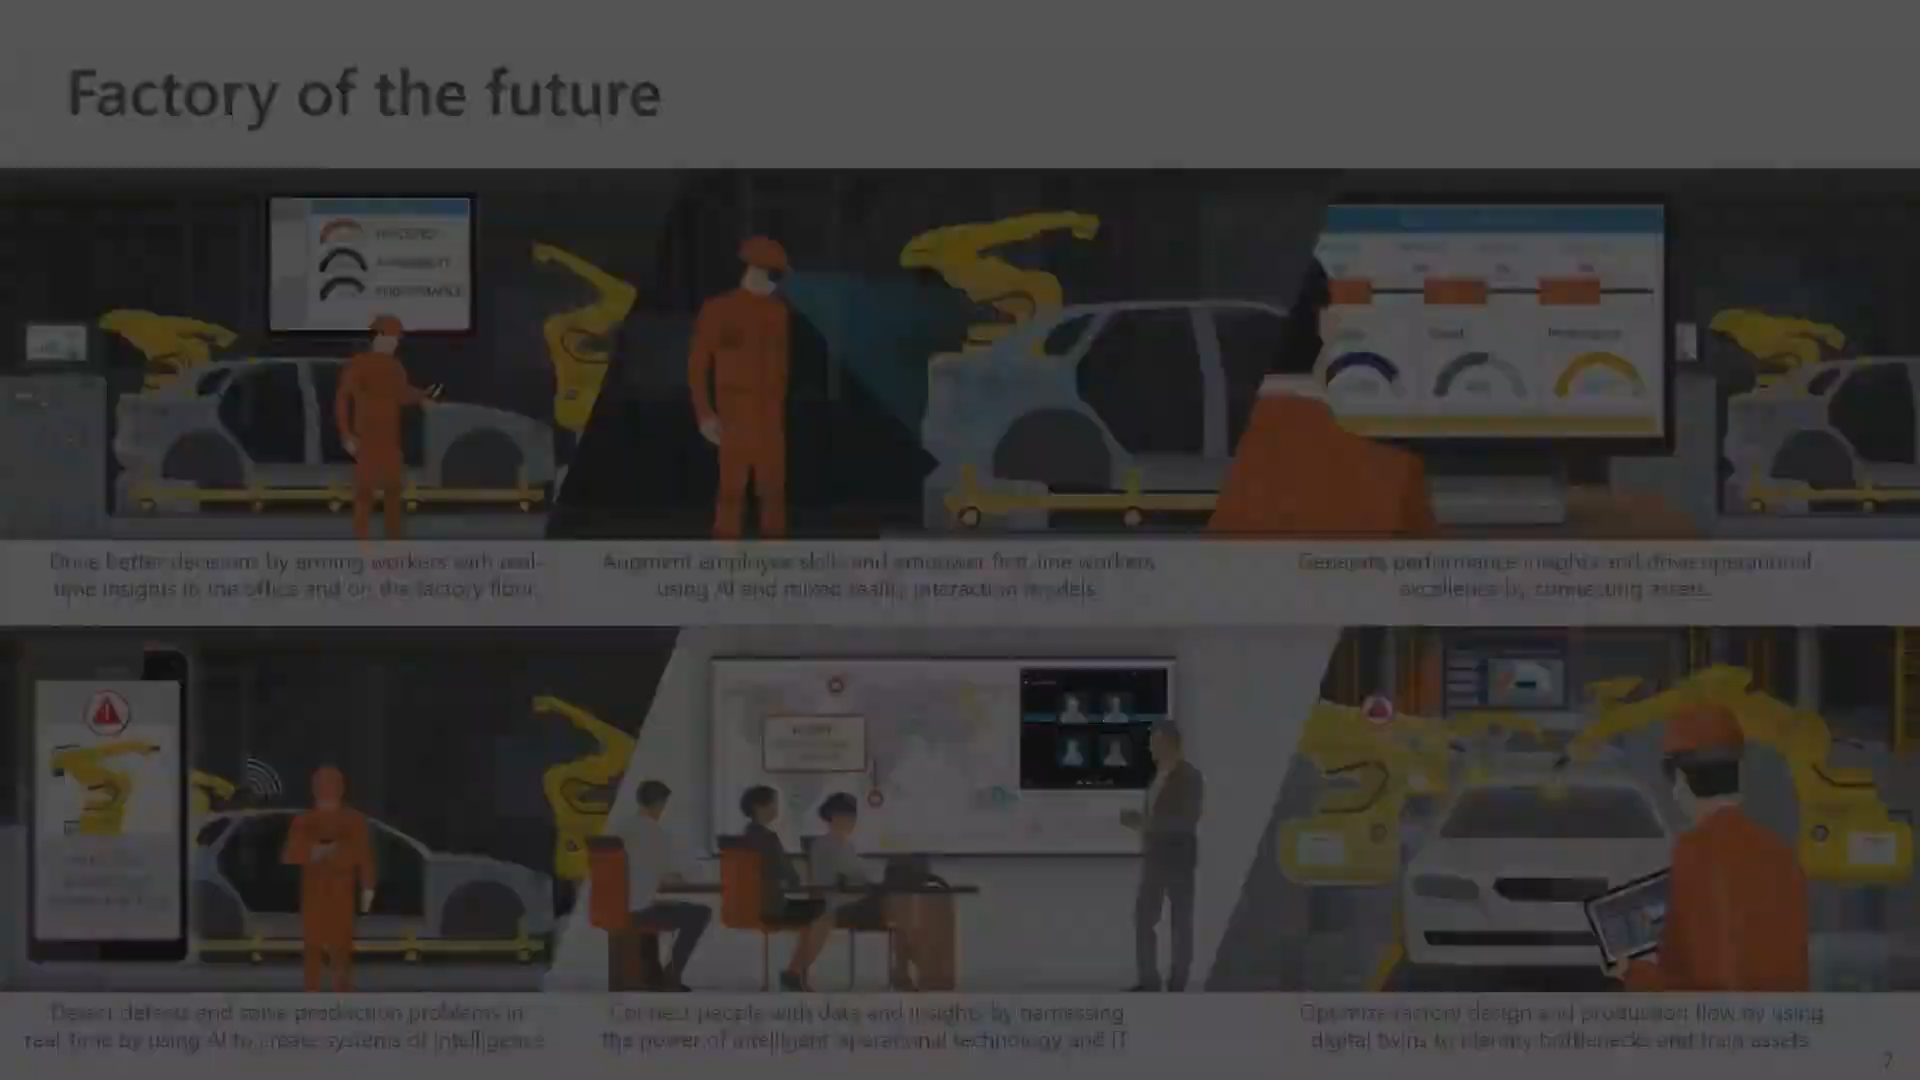 Factory of the future
PERFORMANCE
Drive better decisions by arming workers with real-
time insights in the office and on the factory floor.
Augment employee skills and empower first-line workers
using AI and mixed reality interaction models.
Generate performance insights and drive operational
excellence by connecting assets.
Detect defects and solve production problems in
real-time by using AI to create systems of intelligence
Connect people with data and insights by harnessing
the power of intelligent operational technology and IT
Optimize factory design and production flow by using
digital twins to identify bottlenecks and train assets
7